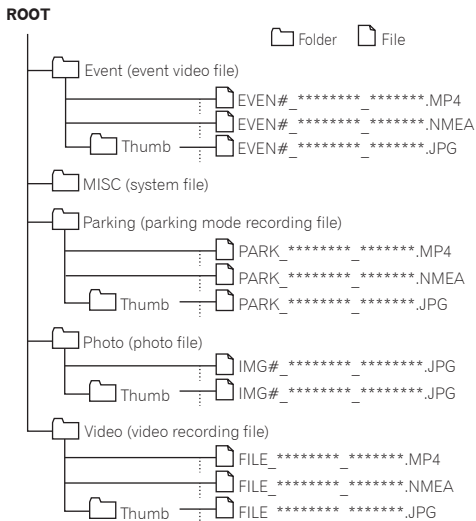 ROOT
Folder File
Event (event video file)
EVEN#_********_*******.MP4
EVEN#_********_*******.NMEA
Thumb EVEN#_********_*******.JPG
MISC (system file)
Parking (parking mode recording file)
PARK_********_*******.MP4
PARK_********_*******.NMEA
Thumb PARK_********_*******.JPG
Photo (photo file)
IMG#_********_*******.JPG
Thumb IMG#_********_*******.JPG
Video (video recording file)
FILE_********_*******.MP4
FILE_********_*******.NMEA
Thumb FILE_********_*******.JPG